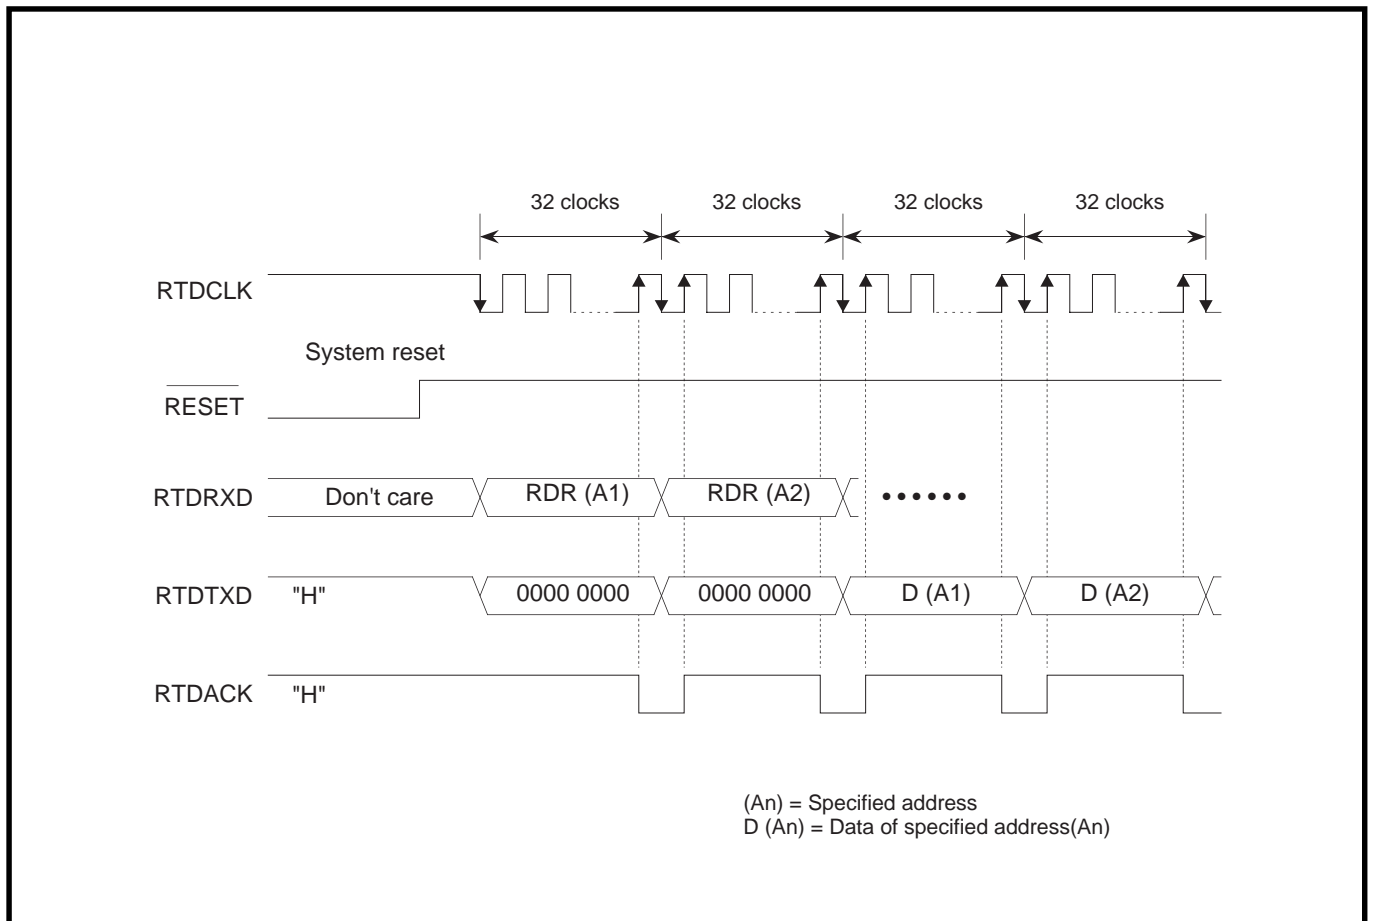 32 clocks 32 clocks 32 clocks 32 clocks
RTDCLK
System reset
RESET
RTDRXD Don't care RDR (A1) RDR (A2) ••••••
RTDTXD "H" 0000 0000 0000 0000 D (A1) D (A2)
RTDACK "H"
(An) = Specified address
D (An) = Data of specified address(An)